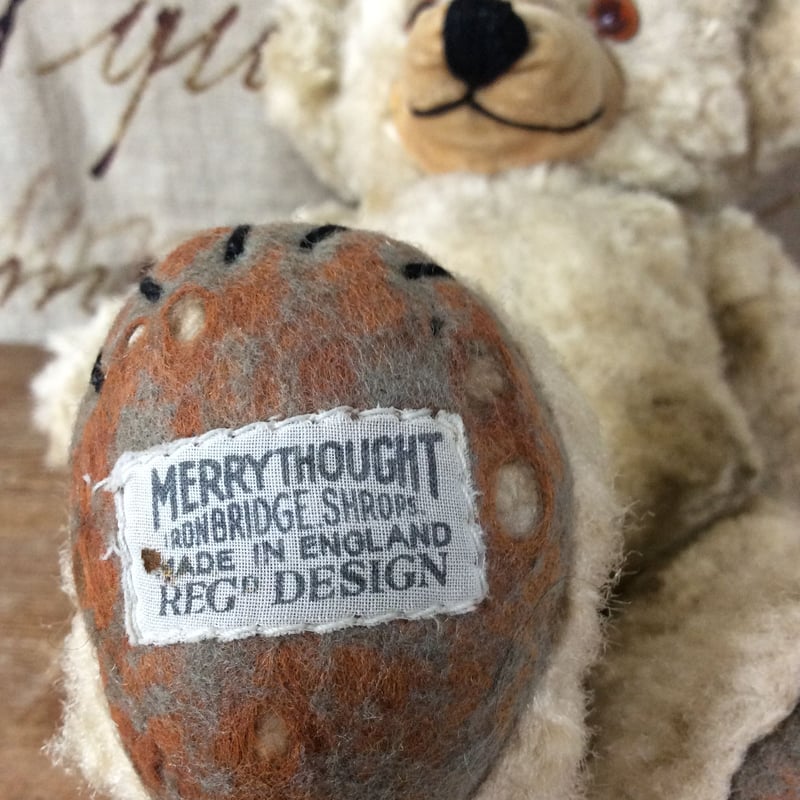 MERRYTHOUGHT
IRONBRIDGE SHROPS.
MADE IN ENGLAND
REGD DESIGN